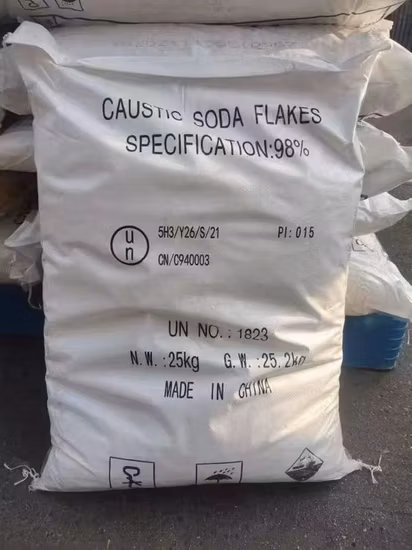 CAUSTIC SODA FLAKES
SPECIFICATION:98%
un
5H3/Y26/S/21
PI:015
CN/C940003
UN NO.:1823
N.W.:25kg G.W:25.2kg
MADE IN CHINA